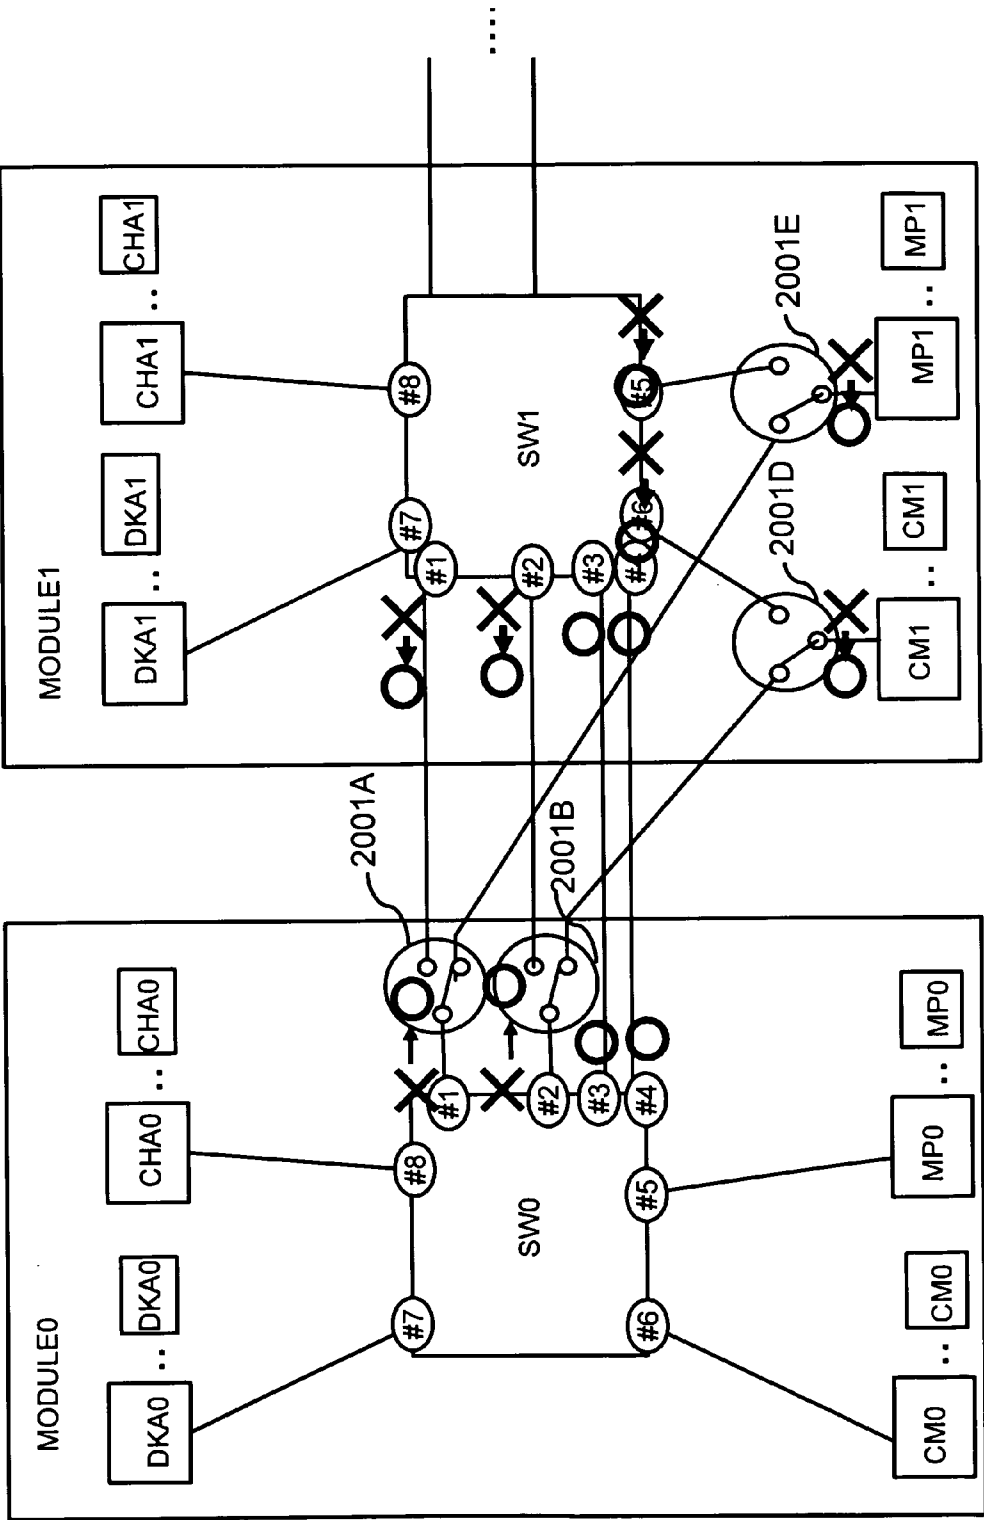 MODULE0
DKA0
..
DKA0
CHA0
..
CHA0
#7
#8
SW0
#1
#2
#3
#4
#5
#6
CM0
..
CM0
MP0
..
MP0
2001A
2001B
MODULE1
DKA1
..
DKA1
CHA1
..
CHA1
#7
#8
#1
#2
#3
SW1
#5
#6
2001D
2001E
CM1
..
CM1
MP1
..
MP1
....